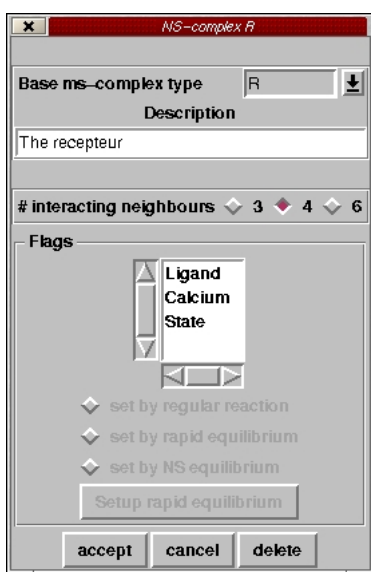 NS-complex R
Base ms-complex type R
Description
The recepteur
# interacting neighbours 3 4 6
Flags
Ligand
Calcium
State
set by regular reaction
set by rapid equilibrium
set by NS equilibrium
Setup rapid equilibrium
accept cancel delete